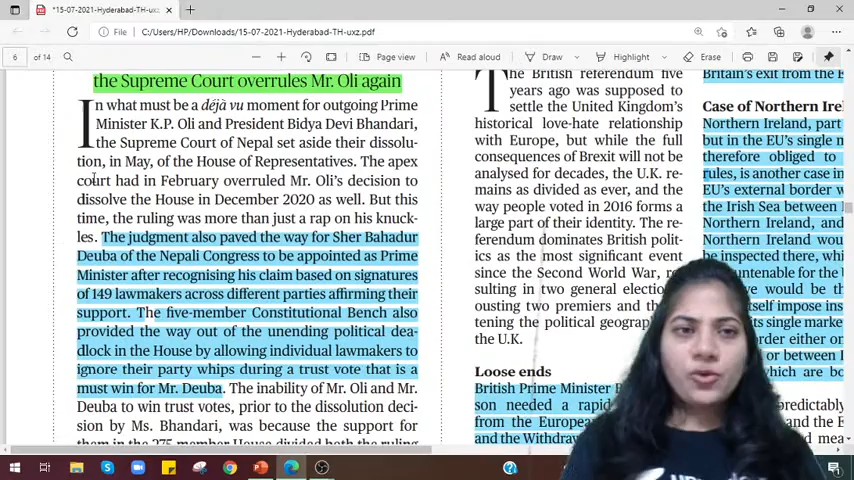 *15-07-2021-Hyderabad-TH-uxz.pdf
File
C:/Users/HP/Downloads/15-07-2021-Hyderabad-TH-uxz.pdf
6
of 14
Page view
Read aloud
Draw
Highlight
Erase
the Supreme Court overrules Mr. Oli again
In what must be a déjà vu moment for outgoing Prime
Minister K.P. Oli and President Bidya Devi Bhandari,
the Supreme Court of Nepal set aside their dissolu-
tion, in May, of the House of Representatives. The apex
court had in February overruled Mr. Oli's decision to
dissolve the House in December 2020 as well. But this
time, the ruling was more than just a rap on his knuck-
les. The judgment also paved the way for Sher Bahadur
Deuba of the Nepali Congress to be appointed as Prime
Minister after recognising his claim based on signatures
of 149 lawmakers across different parties affirming their
support. The five-member Constitutional Bench also
provided the way out of the unending political dea-
dlock in the House by allowing individual lawmakers to
ignore their party whips during a trust vote that is a
must win for Mr. Deuba. The inability of Mr. Oli and Mr.
Deuba to win trust votes, prior to the dissolution deci-
sion by Ms. Bhandari, was because the support for
them in the 275 member House divided both the ruling
The British referendum five
years ago was supposed to
settle the United Kingdom's
historical love-hate relationship
with Europe, but while the full
consequences of Brexit will not be
analysed for decades, the U.K. re-
mains as divided as ever, and the
way people voted in 2016 forms a
large part of their identity. The re-
ferendum dominates British polit-
ics as the most significant event
since the Second World War, re-
sulting in two general election
ousting two premiers and
tening the political geograp
the U.K.
Loose ends
British Prime Minister
son needed a rapid
from the European
and the Withdraw
Britain's exit from the E
Case of Northern Irel
Northern Ireland, part
but in the EU's single
therefore obliged to
rules, is another case in
EU's external border w
the Irish Sea between
Northern Ireland, and
Northern Ireland wou
be inspected there, whi
untenable for the U
be would the
itself impose ins
its single marke
order either on
or between
which are bo
predictably
and the E
and mea